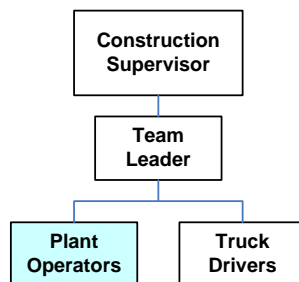 Construction
Supervisor
Team
Leader
Plant
Operators
Truck
Drivers